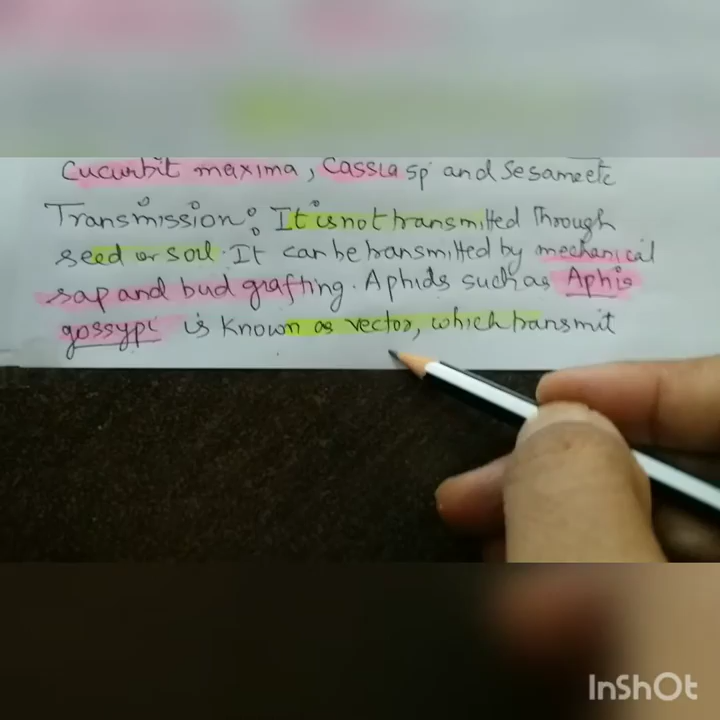 Cucurbit maxima, Cassia sp and Sesame etc
Transmission: It is not transmitted Through
seed or soil. It can be transmitted by mechanical
sap and bud grafting. Aphids such as Aphis
gossypi is known as vector, which transmit
InShOt